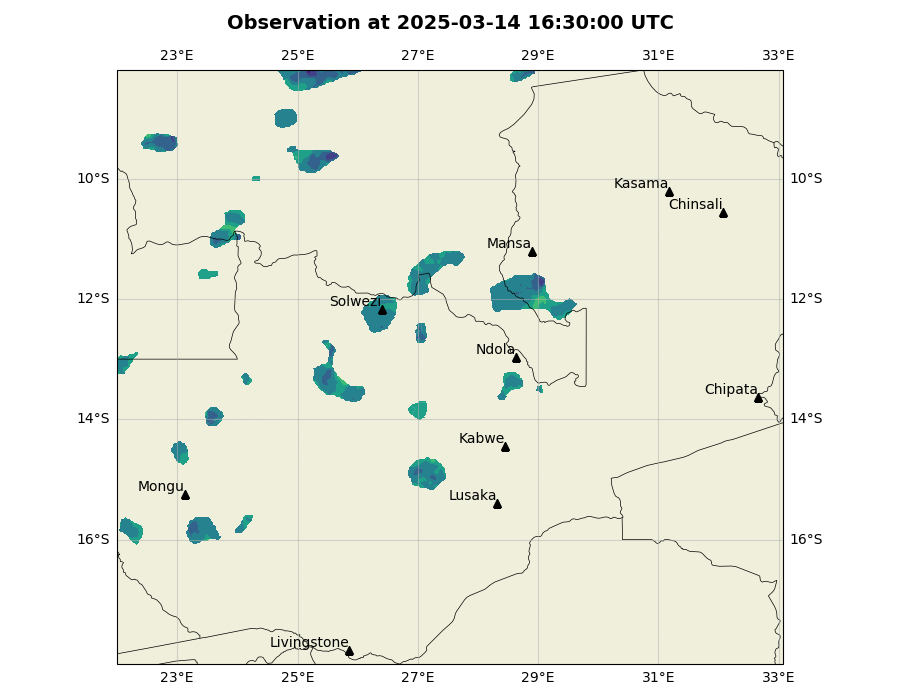 Observation at 2025-03-14 16:30:00 UTC
23°E 25°E 27°E 29°E 31°E 33°E
10°S 10°S
Kasama
Chinsali
Mansa
12°S 12°S
Solwezi
Ndola
Chipata
14°S 14°S
Kabwe
Mongu
Lusaka
16°S 16°S
Livingstone
23°E 25°E 27°E 29°E 31°E 33°E